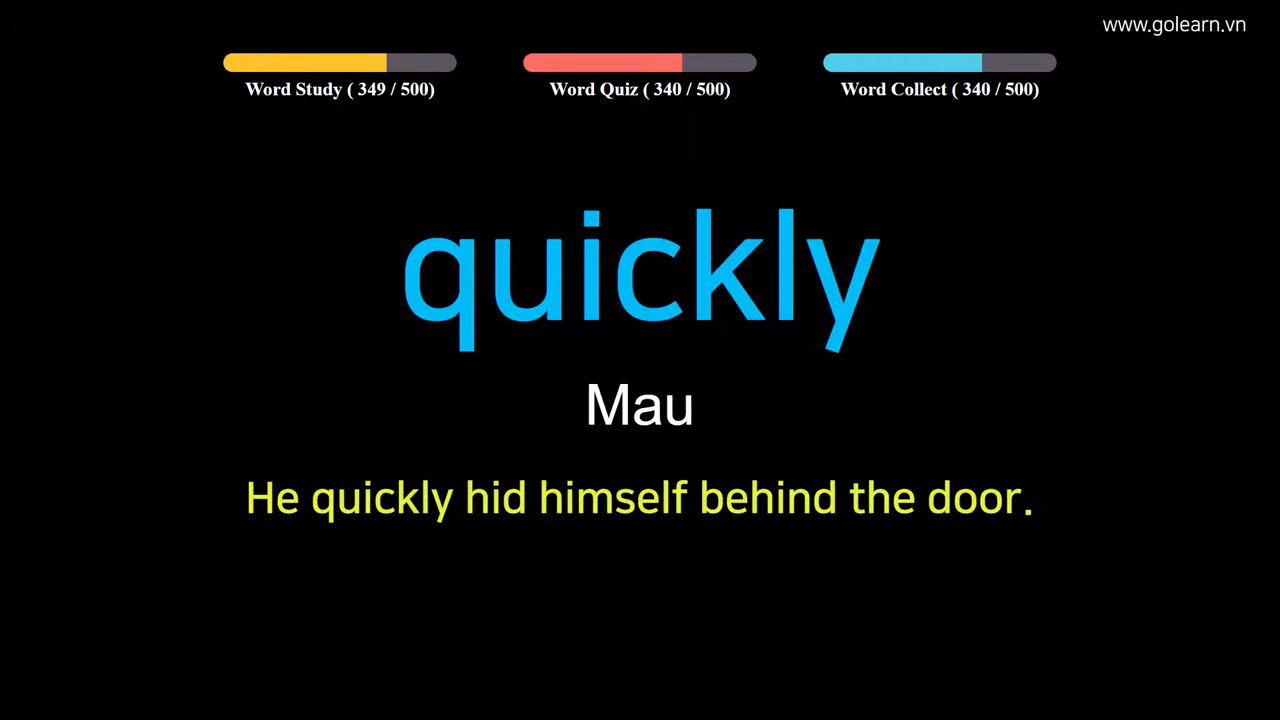 www.golearn.vn
Word Study ( 349 / 500)
Word Quiz ( 340 / 500)
Word Collect ( 340 / 500)
quickly
Mau
He quickly hid himself behind the door.